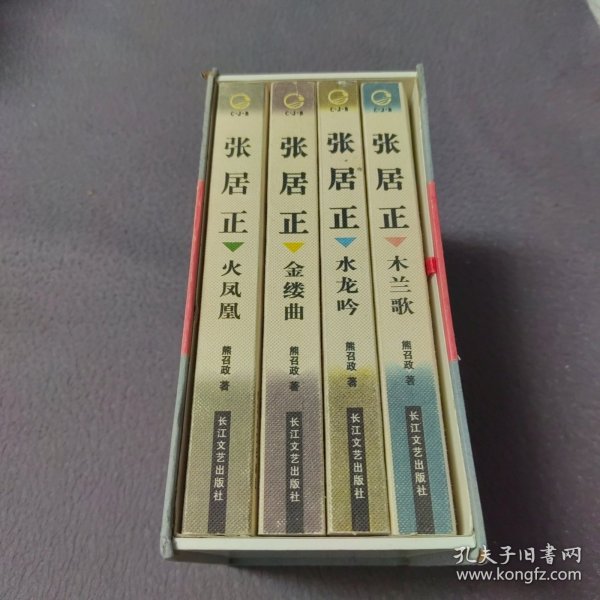 C·J·R
张居正
火凤凰
熊召政 著
长江文艺出版社
C·J·R
张居正
金缕曲
熊召政 著
长江文艺出版社
C·J·R
张居正
水龙吟
熊召政 著
长江文艺出版社
C·J·R
张居正
木兰歌
熊召政 著
长江文艺出版社
孔夫子旧书网
www.kongfz.com